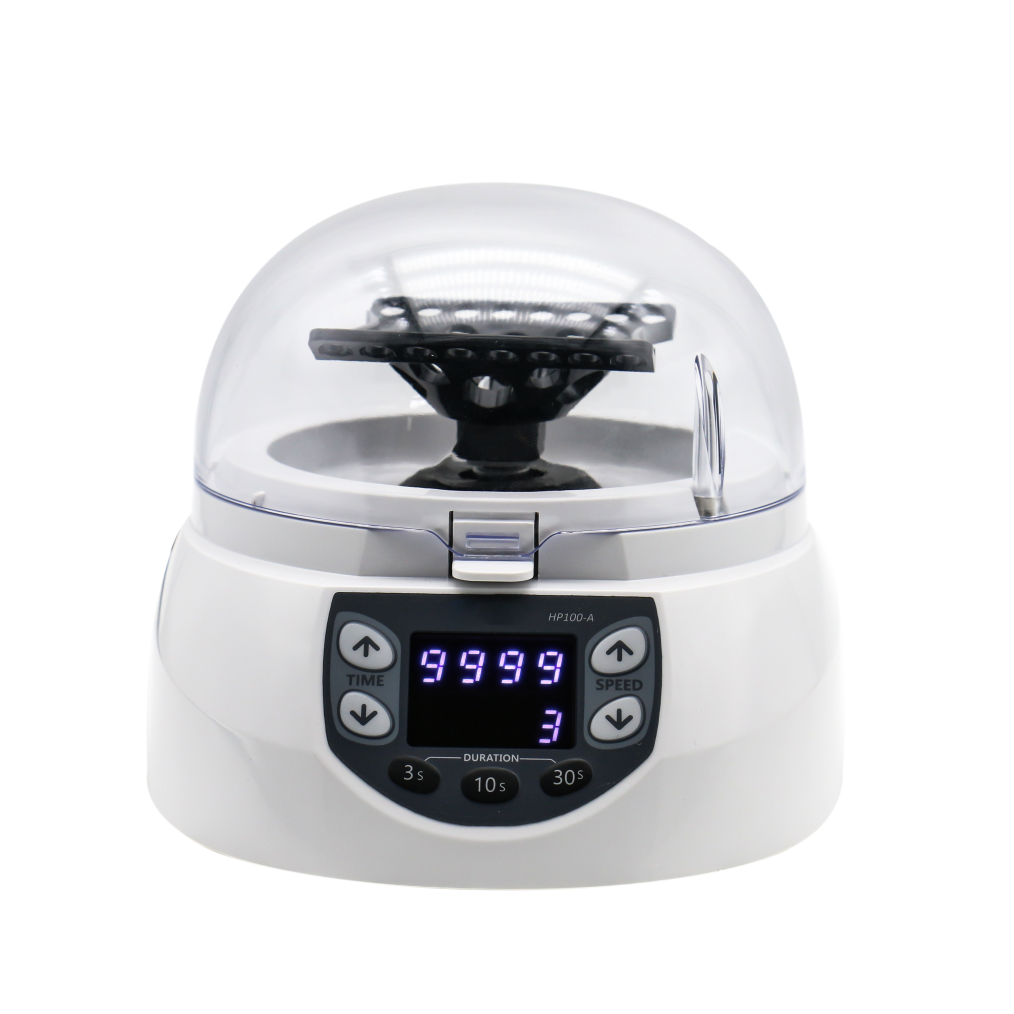 HP100-A
9999
3
TIME
SPEED
DURATION
3s 10s 30s